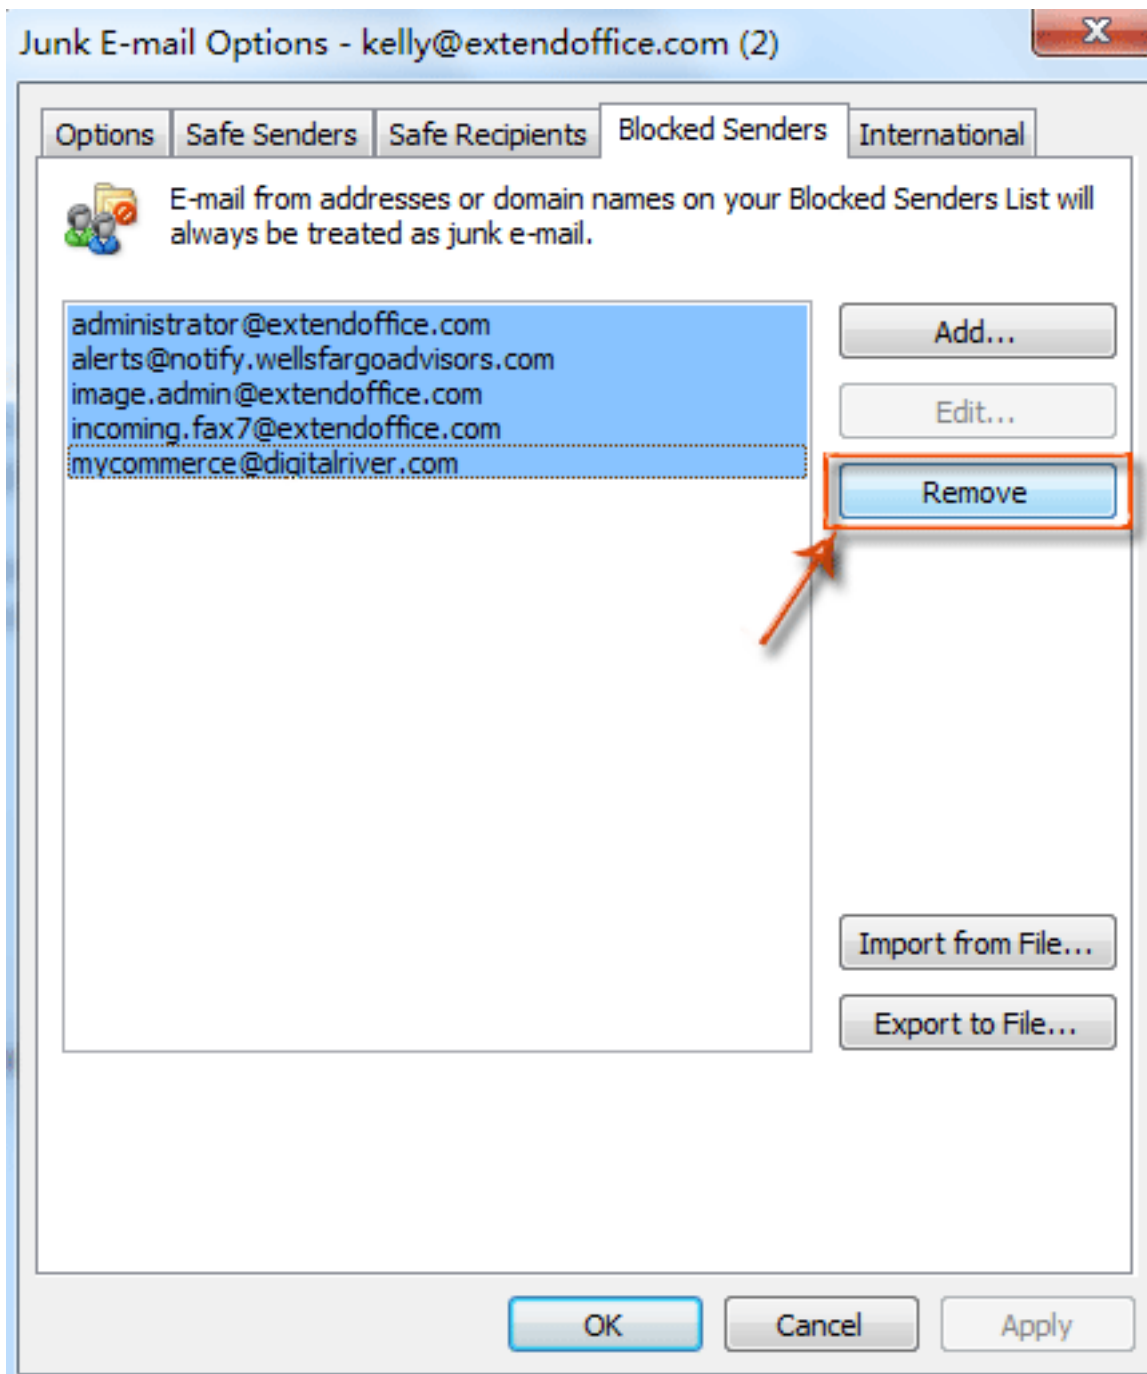 Junk E-mail Options - kelly@extendoffice.com (2)
Options Safe Senders Safe Recipients Blocked Senders International
E-mail from addresses or domain names on your Blocked Senders List will
always be treated as junk e-mail.
administrator@extendoffice.com
alerts@notify.wellsfargoadvisors.com
image.admin@extendoffice.com
incoming.fax7@extendoffice.com
mycommerce@digitalriver.com
Add...
Edit...
Remove
Import from File...
Export to File...
OK Cancel Apply